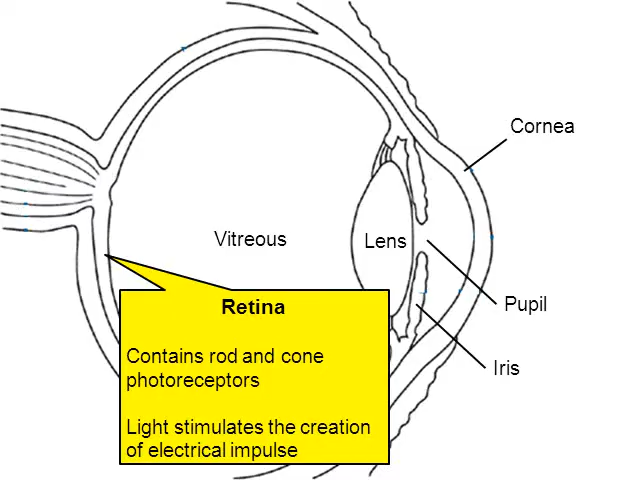 Cornea
Vitreous
Lens
Pupil
Iris
Retina
Contains rod and cone
photoreceptors
Light stimulates the creation
of electrical impulse